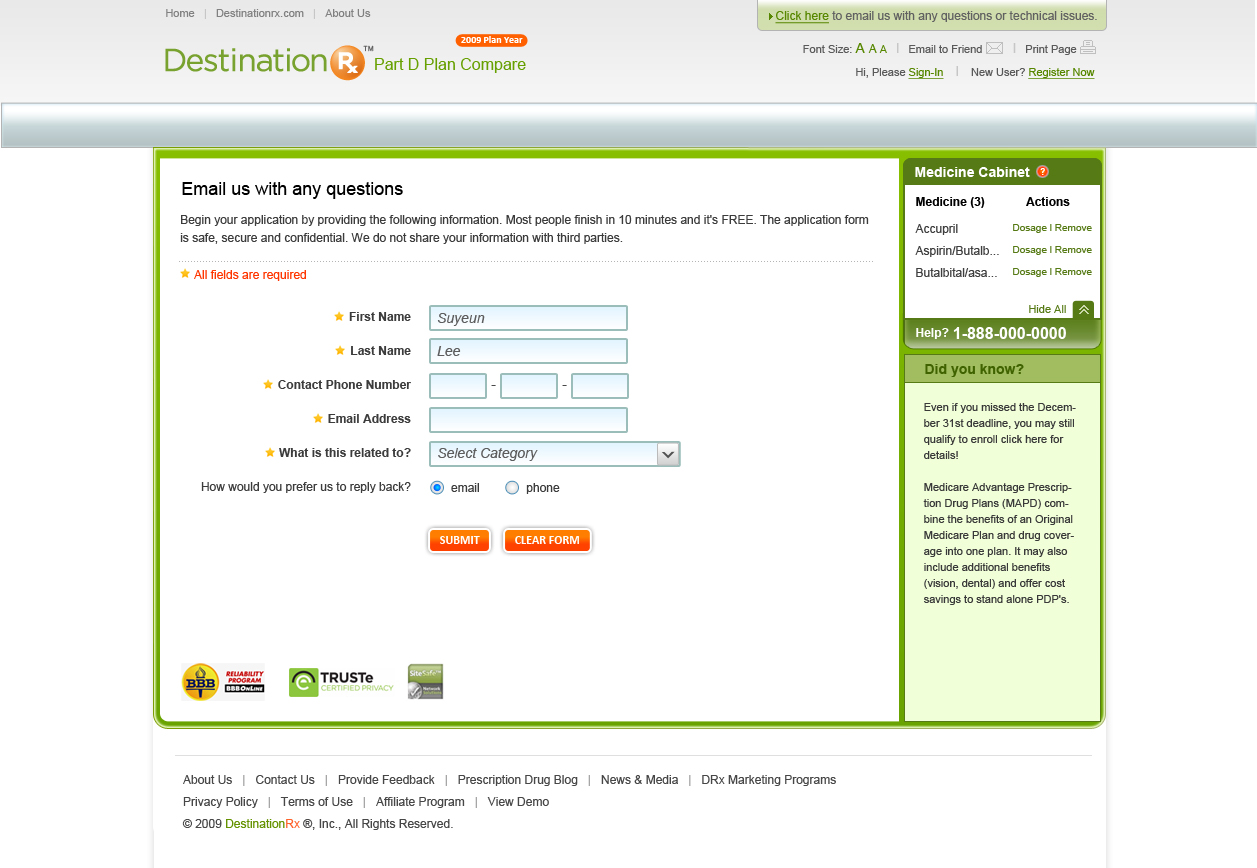 Home | Destinationrx.com | About Us
Click here to email us with any questions or technical issues.
DestinationRx™
2009 Plan Year
Part D Plan Compare
Font Size: A A A | Email to Friend | Print Page
Hi, Please Sign-In | New User? Register Now
Email us with any questions
Begin your application by providing the following information. Most people finish in 10 minutes and it's FREE. The application form
is safe, secure and confidential. We do not share your information with third parties.
All fields are required
First Name Suyeun
Last Name Lee
Contact Phone Number - -
Email Address
What is this related to? Select Category
How would you prefer us to reply back? email phone
SUBMIT CLEAR FORM
BBB
RELIABILITY
PROGRAM
BBBONLINE
TRUSTe
CERTIFIED PRIVACY
SiteSafe
Network
Medicine Cabinet ?
Medicine (3) Actions
Accupril Dosage I Remove
Aspirin/Butalb... Dosage I Remove
Butalbital/asa... Dosage I Remove
Hide All
Help? 1-888-000-0000
Did you know?
Even if you missed the Decem-
ber 31st deadline, you may still
qualify to enroll click here for
details!
Medicare Advantage Prescrip-
tion Drug Plans (MAPD) com-
bine the benefits of an Original
Medicare Plan and drug cover-
age into one plan. It may also
include additional benefits
(vision, dental) and offer cost
savings to stand alone PDP's.
About Us | Contact Us | Provide Feedback | Prescription Drug Blog | News & Media | DRx Marketing Programs
Privacy Policy | Terms of Use | Affiliate Program | View Demo
© 2009 DestinationRx ®, Inc., All Rights Reserved.